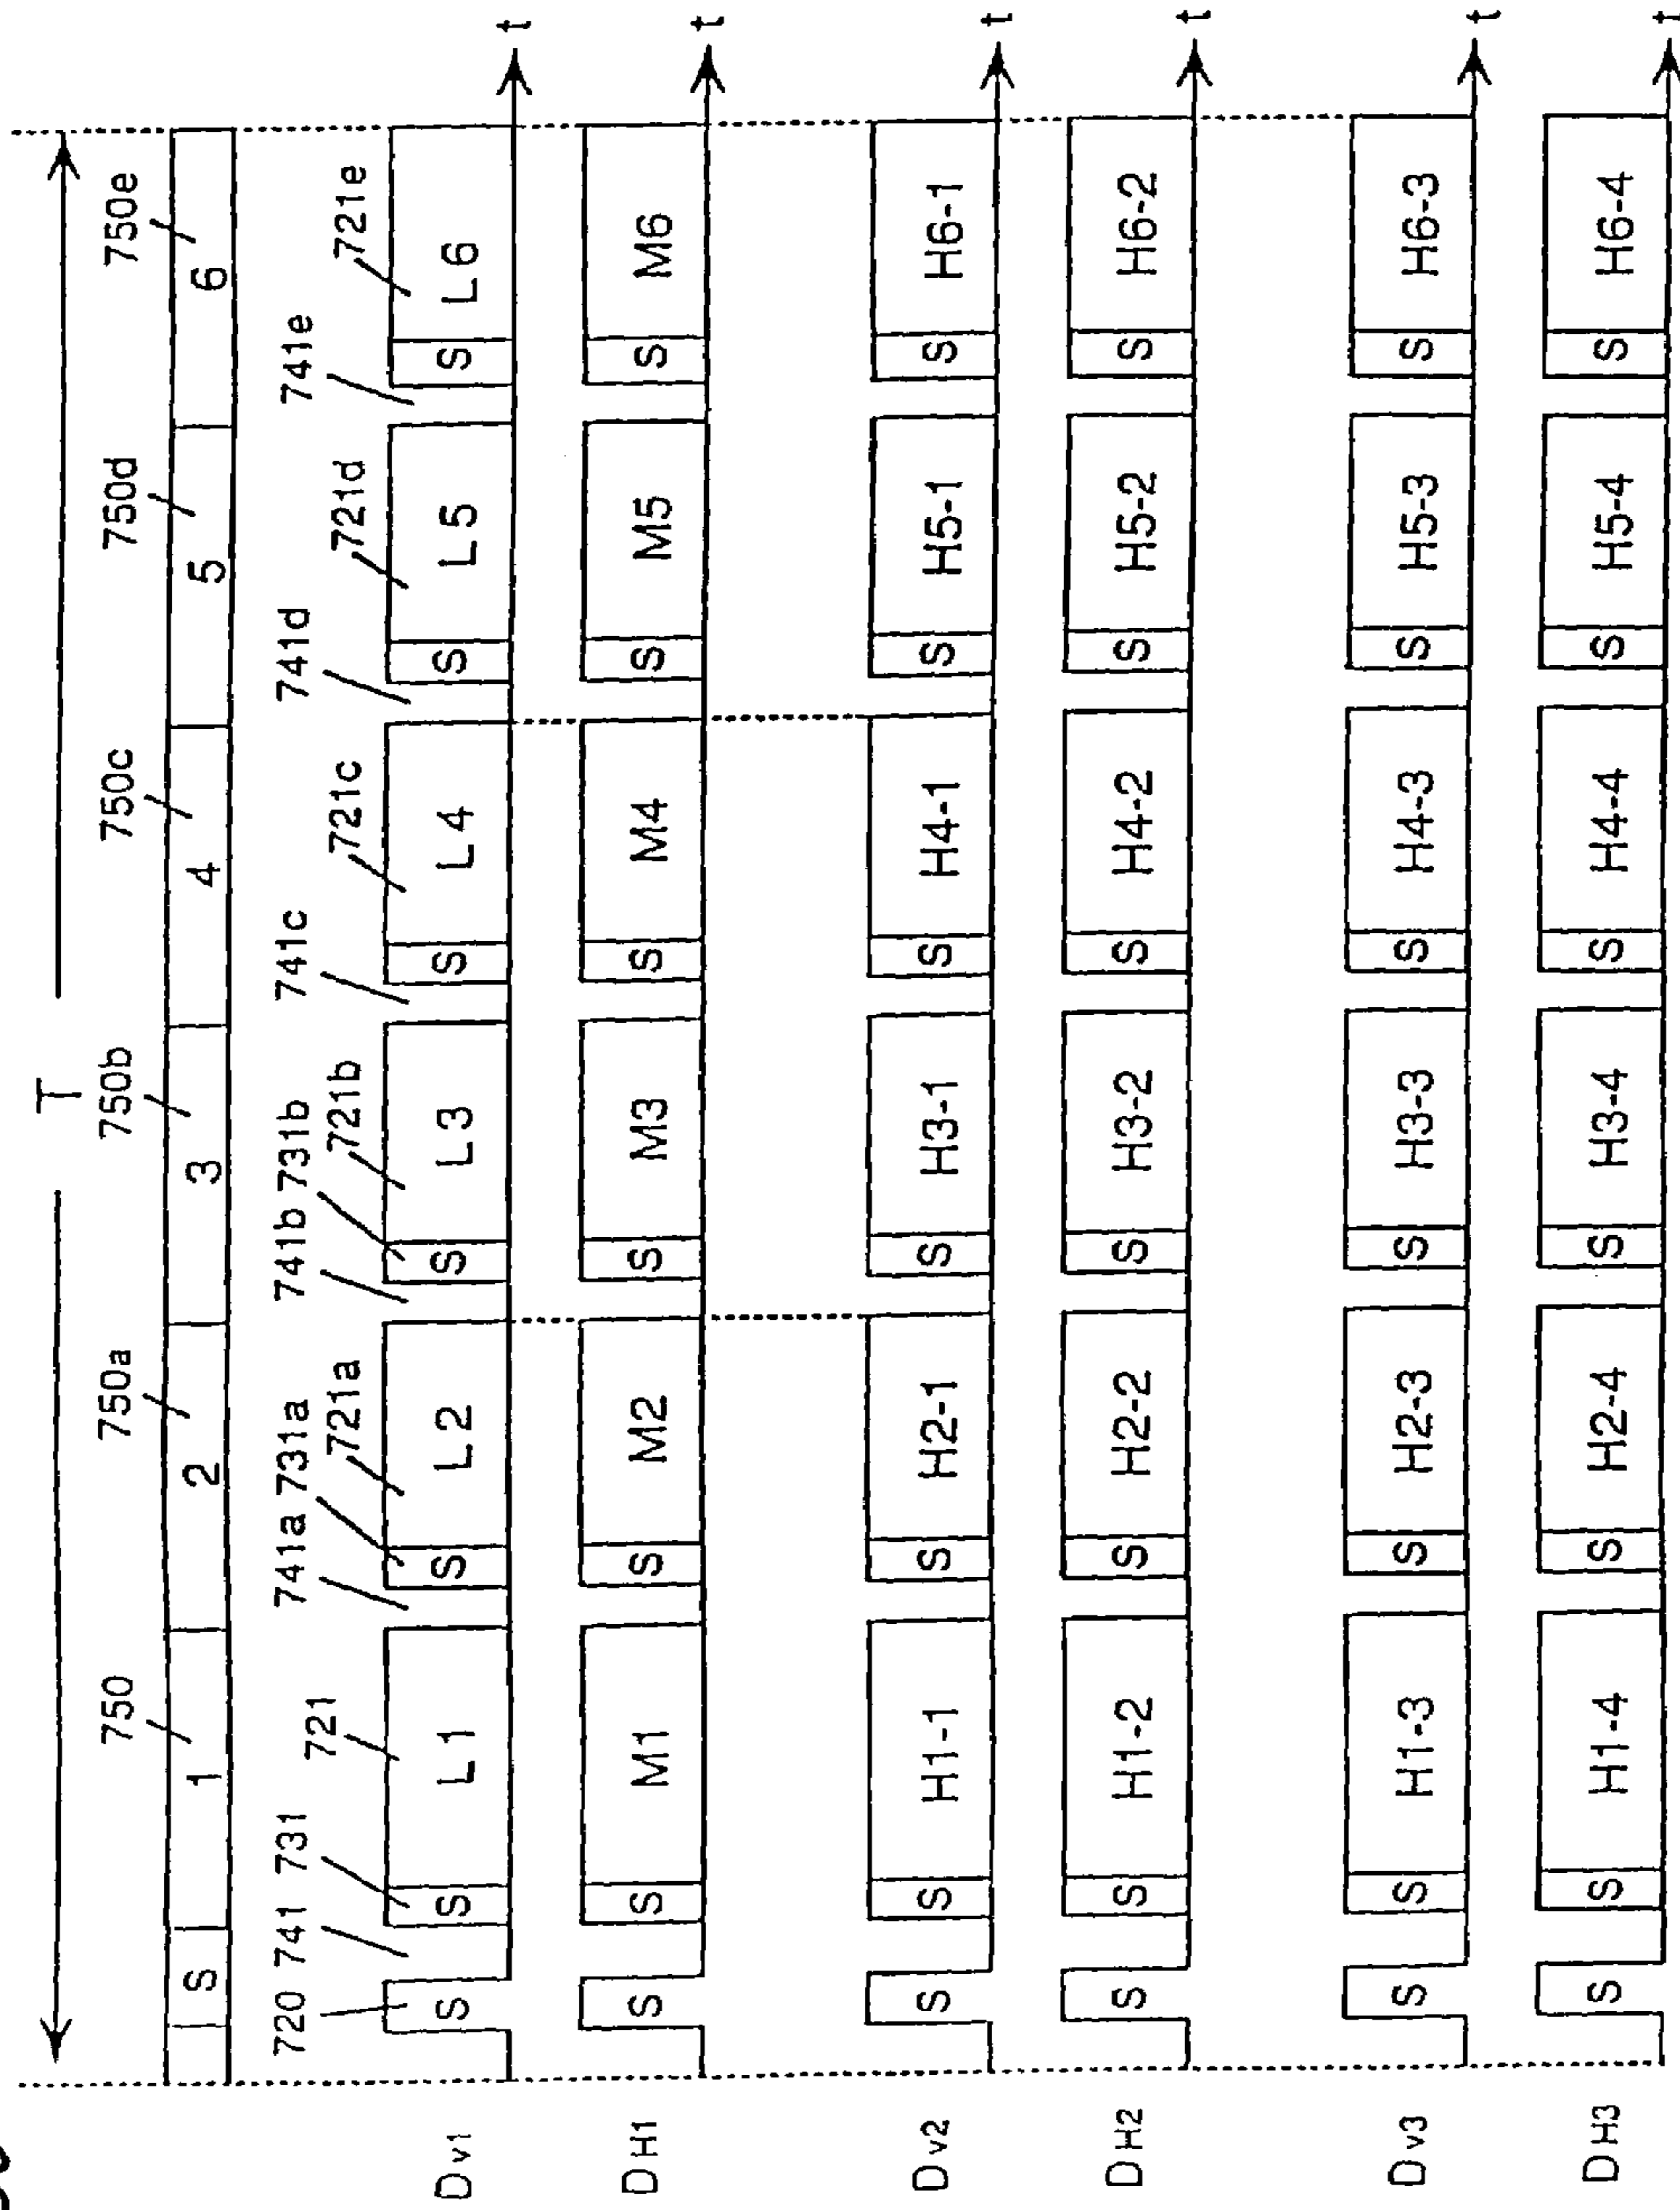 T
750 750a 750b 750c 750d 750e
S 1 2 3 4 5 6
720 741 731 721 741a 731a 721a 741b 731b 721b 741c 721c 741d 721d 741e 721e
Dv1 S S L1 S L2 S L3 S L4 S L5 S L6 t
DH1 S S M1 S M2 S M3 S M4 S M5 S M6 t
Dv2 S S H1-1 S H2-1 S H3-1 S H4-1 S H5-1 S H6-1 t
DH2 S S H1-2 S H2-2 S H3-2 S H4-2 S H5-2 S H6-2 t
Dv3 S S H1-3 S H2-3 S H3-3 S H4-3 S H5-3 S H6-3 t
DH3 S S H1-4 S H2-4 S H3-4 S H4-4 S H5-4 S H6-4 t